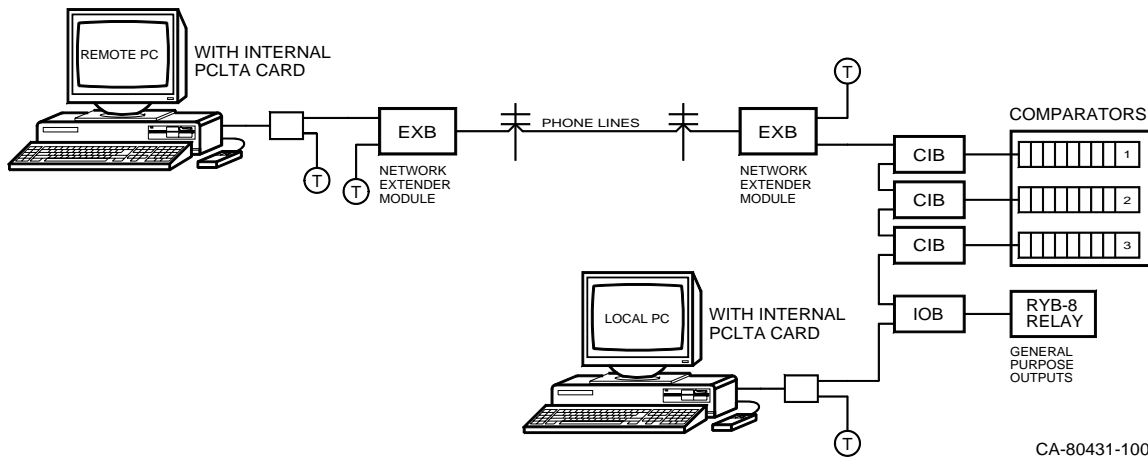 REMOTE PC
WITH INTERNAL
PCLTA CARD
T
T
EXB
NETWORK
EXTENDER
MODULE
PHONE LINES
EXB
NETWORK
EXTENDER
MODULE
T
COMPARATORS
CIB
1
CIB
2
CIB
3
LOCAL PC
WITH INTERNAL
PCLTA CARD
T
IOB
RYB-8
RELAY
GENERAL
PURPOSE
OUTPUTS
CA-80431-100